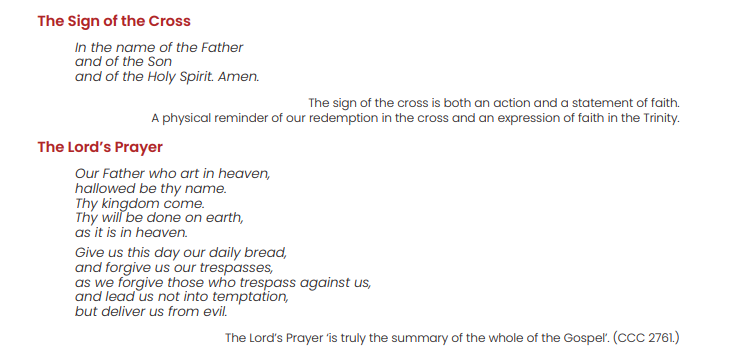 The Sign of the Cross
In the name of the Father
and of the Son
and of the Holy Spirit. Amen.
The sign of the cross is both an action and a statement of faith.
A physical reminder of our redemption in the cross and an expression of faith in the Trinity.
The Lord’s Prayer
Our Father who art in heaven,
hallowed be thy name.
Thy kingdom come.
Thy will be done on earth,
as it is in heaven.
Give us this day our daily bread,
and forgive us our trespasses,
as we forgive those who trespass against us,
and lead us not into temptation,
but deliver us from evil.
The Lord’s Prayer ‘is truly the summary of the whole of the Gospel’. (CCC 2761.)